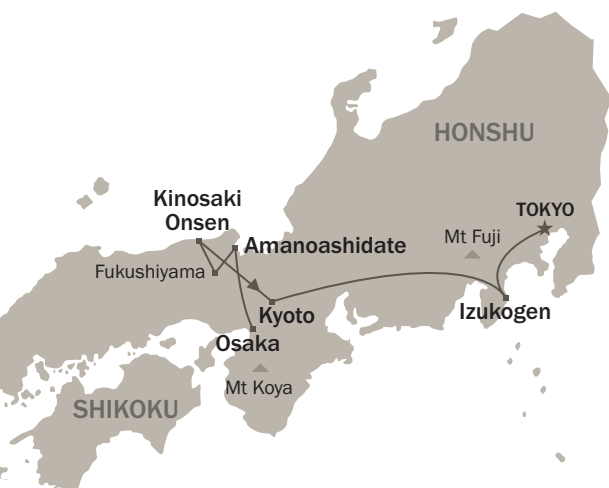 HONSHU
Kinosaki
Onsen
TOKYO
Mt Fuji
Amanoashidate
Fukushiyama
Izukogen
Kyoto
Osaka
Mt Koya
SHIKOKU